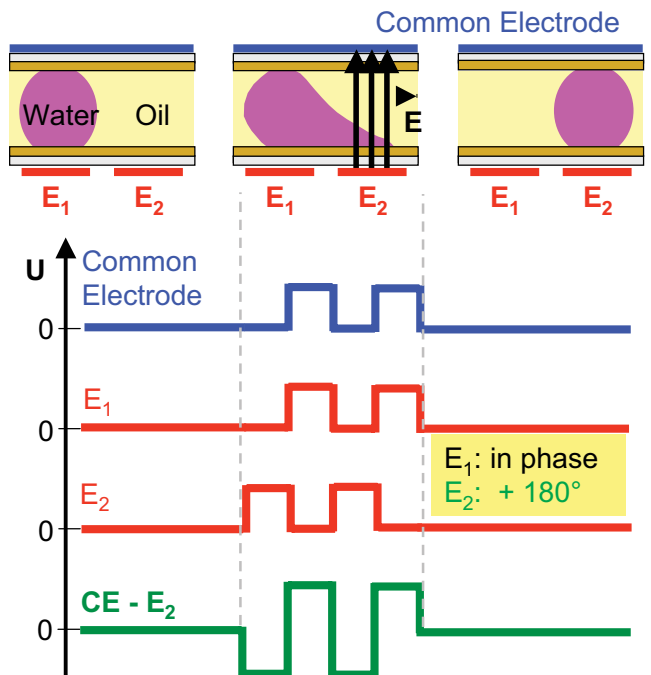 Common Electrode
Water
Oil
E
E₁
E₂
E₁
E₂
E₁
E₂
U
Common
Electrode
0
E₁
0
E₁: in phase
E₂: + 180°
E₂
0
CE - E₂
0